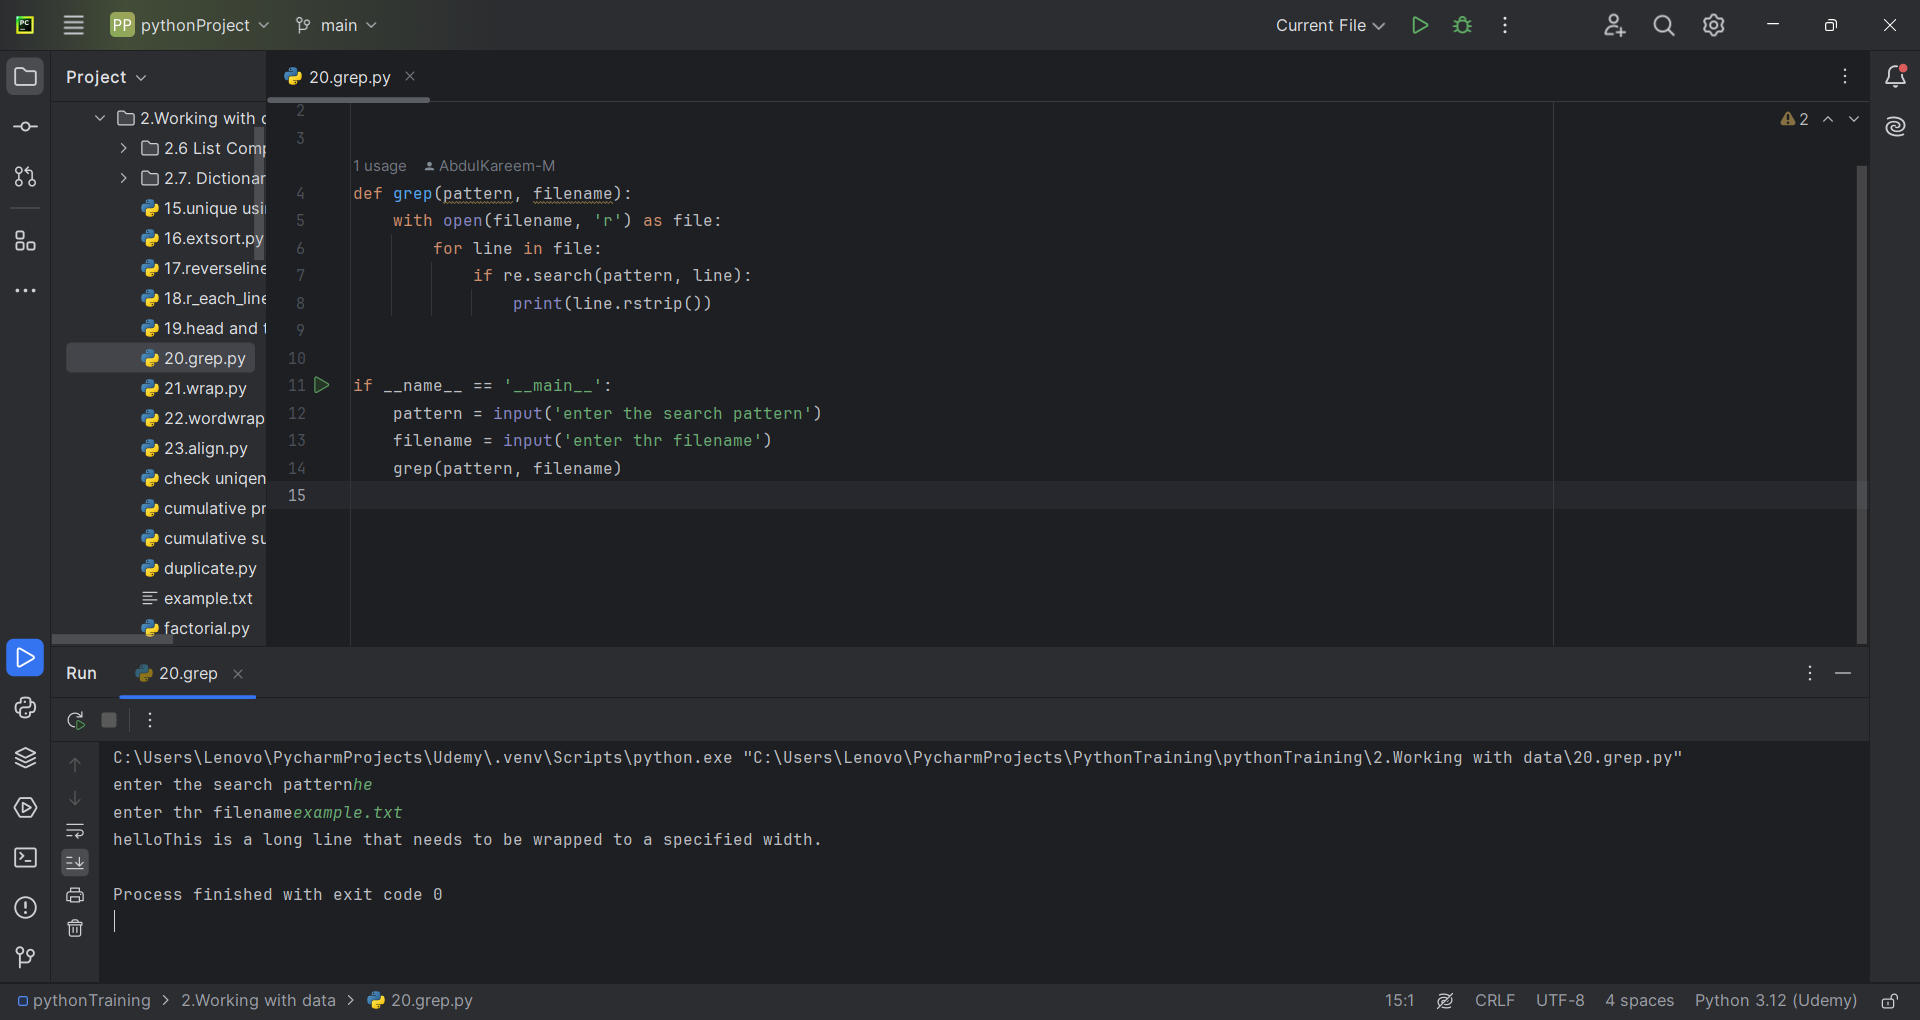 PC
PP pythonProject
main
Current File
Project
20.grep.py
2.Working with
2.6 List Com
2.7. Dictionar
15.unique usi
16.extsort.py
17.reverseline
18.r_each_line
19.head and
20.grep.py
21.wrap.py
22.wordwrap
23.align.py
check uniqen
cumulative pr
cumulative su
duplicate.py
example.txt
factorial.py
2
2
3
1 usage AbdulKareem-M
4 def grep(pattern, filename):
5 with open(filename, 'r') as file:
6 for line in file:
7 if re.search(pattern, line):
8 print(line.rstrip())
9
10
11 if __name__ == '__main__':
12 pattern = input('enter the search pattern')
13 filename = input('enter thr filename')
14 grep(pattern, filename)
15
Run 20.grep
C:\Users\Lenovo\PycharmProjects\Udemy\.venv\Scripts\python.exe "C:\Users\Lenovo\PycharmProjects\PythonTraining\pythonTraining\2.Working with data\20.grep.py"
enter the search patternhe
enter thr filenameexample.txt
helloThis is a long line that needs to be wrapped to a specified width.
Process finished with exit code 0
pythonTraining > 2.Working with data > 20.grep.py
15:1 CRLF UTF-8 4 spaces Python 3.12 (Udemy)